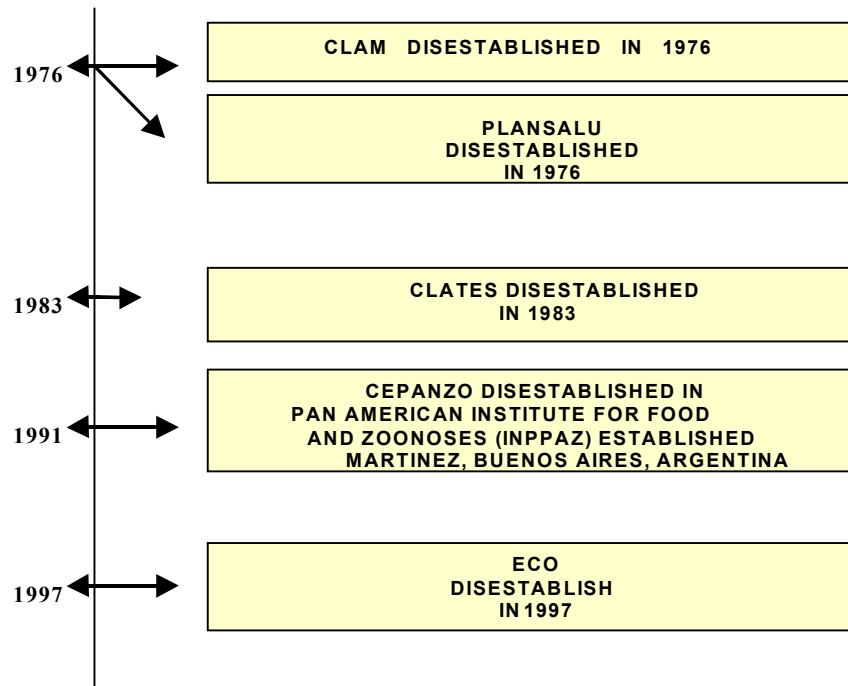 1976
CLAM DISESTABLISHED IN 1976
PLANSALU
DISESTABLISHED
IN 1976
1983
CLATES DISESTABLISHED
IN 1983
1991
CEPANZO DISESTABLISHED IN
PAN AMERICAN INSTITUTE FOR FOOD
AND ZOONOSES (INPPAZ) ESTABLISHED
MARTINEZ, BUENOS AIRES, ARGENTINA
1997
ECO
DISESTABLISH
IN 1997